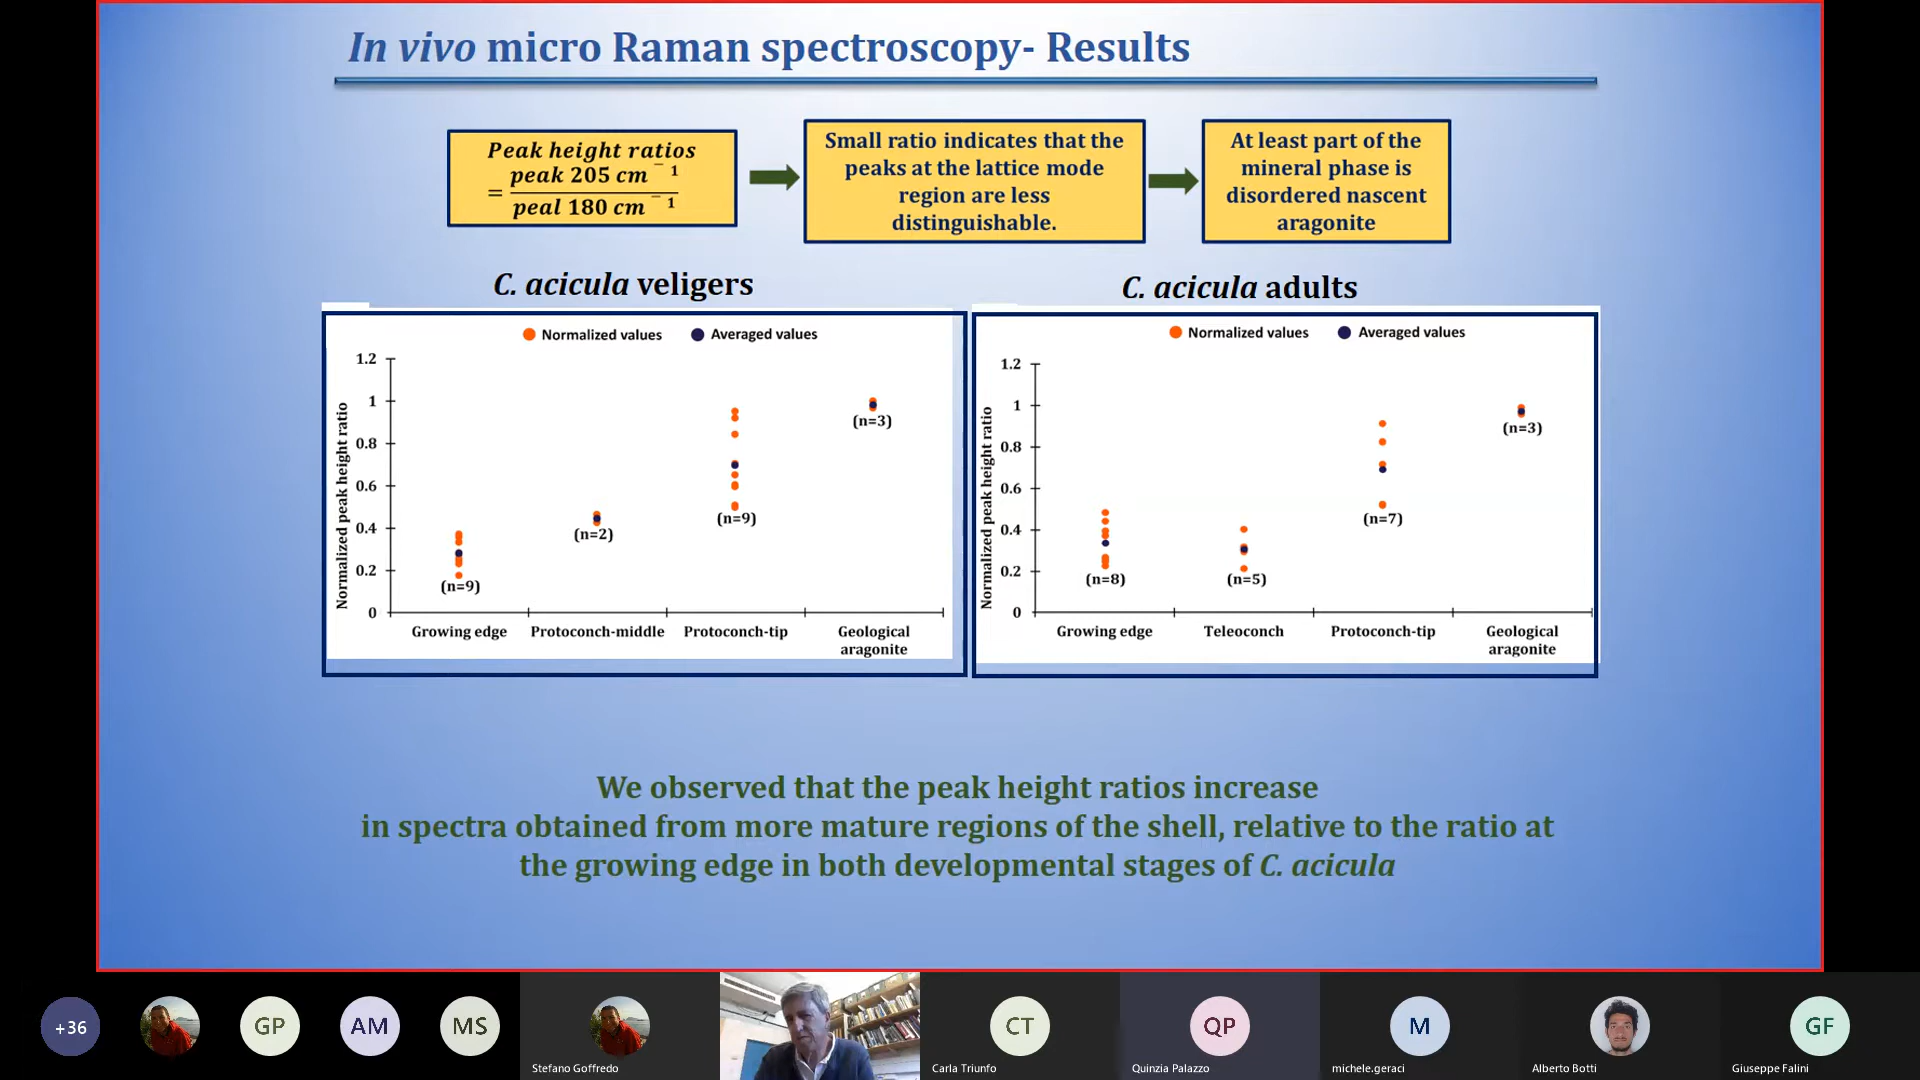 In vivo micro Raman spectroscopy- Results
Peak height ratios
= peak 205 cm⁻¹
peal 180 cm⁻¹
Small ratio indicates that the
peaks at the lattice mode
region are less
distinguishable.
At least part of the
mineral phase is
disordered nascent
aragonite
C. acicula veligers
Normalized values
Averaged values
Normalized peak height ratio
1.2
1
0.8
0.6
0.4
0.2
0
(n=9)
(n=2)
(n=9)
(n=3)
Growing edge
Protoconch-middle
Protoconch-tip
Geological
aragonite
C. acicula adults
Normalized values
Averaged values
Normalized peak height ratio
1.2
1
0.8
0.6
0.4
0.2
0
(n=8)
(n=5)
(n=7)
(n=3)
Growing edge
Teleoconch
Protoconch-tip
Geological
aragonite
We observed that the peak height ratios increase
in spectra obtained from more mature regions of the shell, relative to the ratio at
the growing edge in both developmental stages of C. acicula
+36
GP
AM
MS
Stefano Goffredo
CT
Carla Triunfo
QP
Quinzia Palazzo
M
michele.geraci
Alberto Botti
GF
Giuseppe Falini